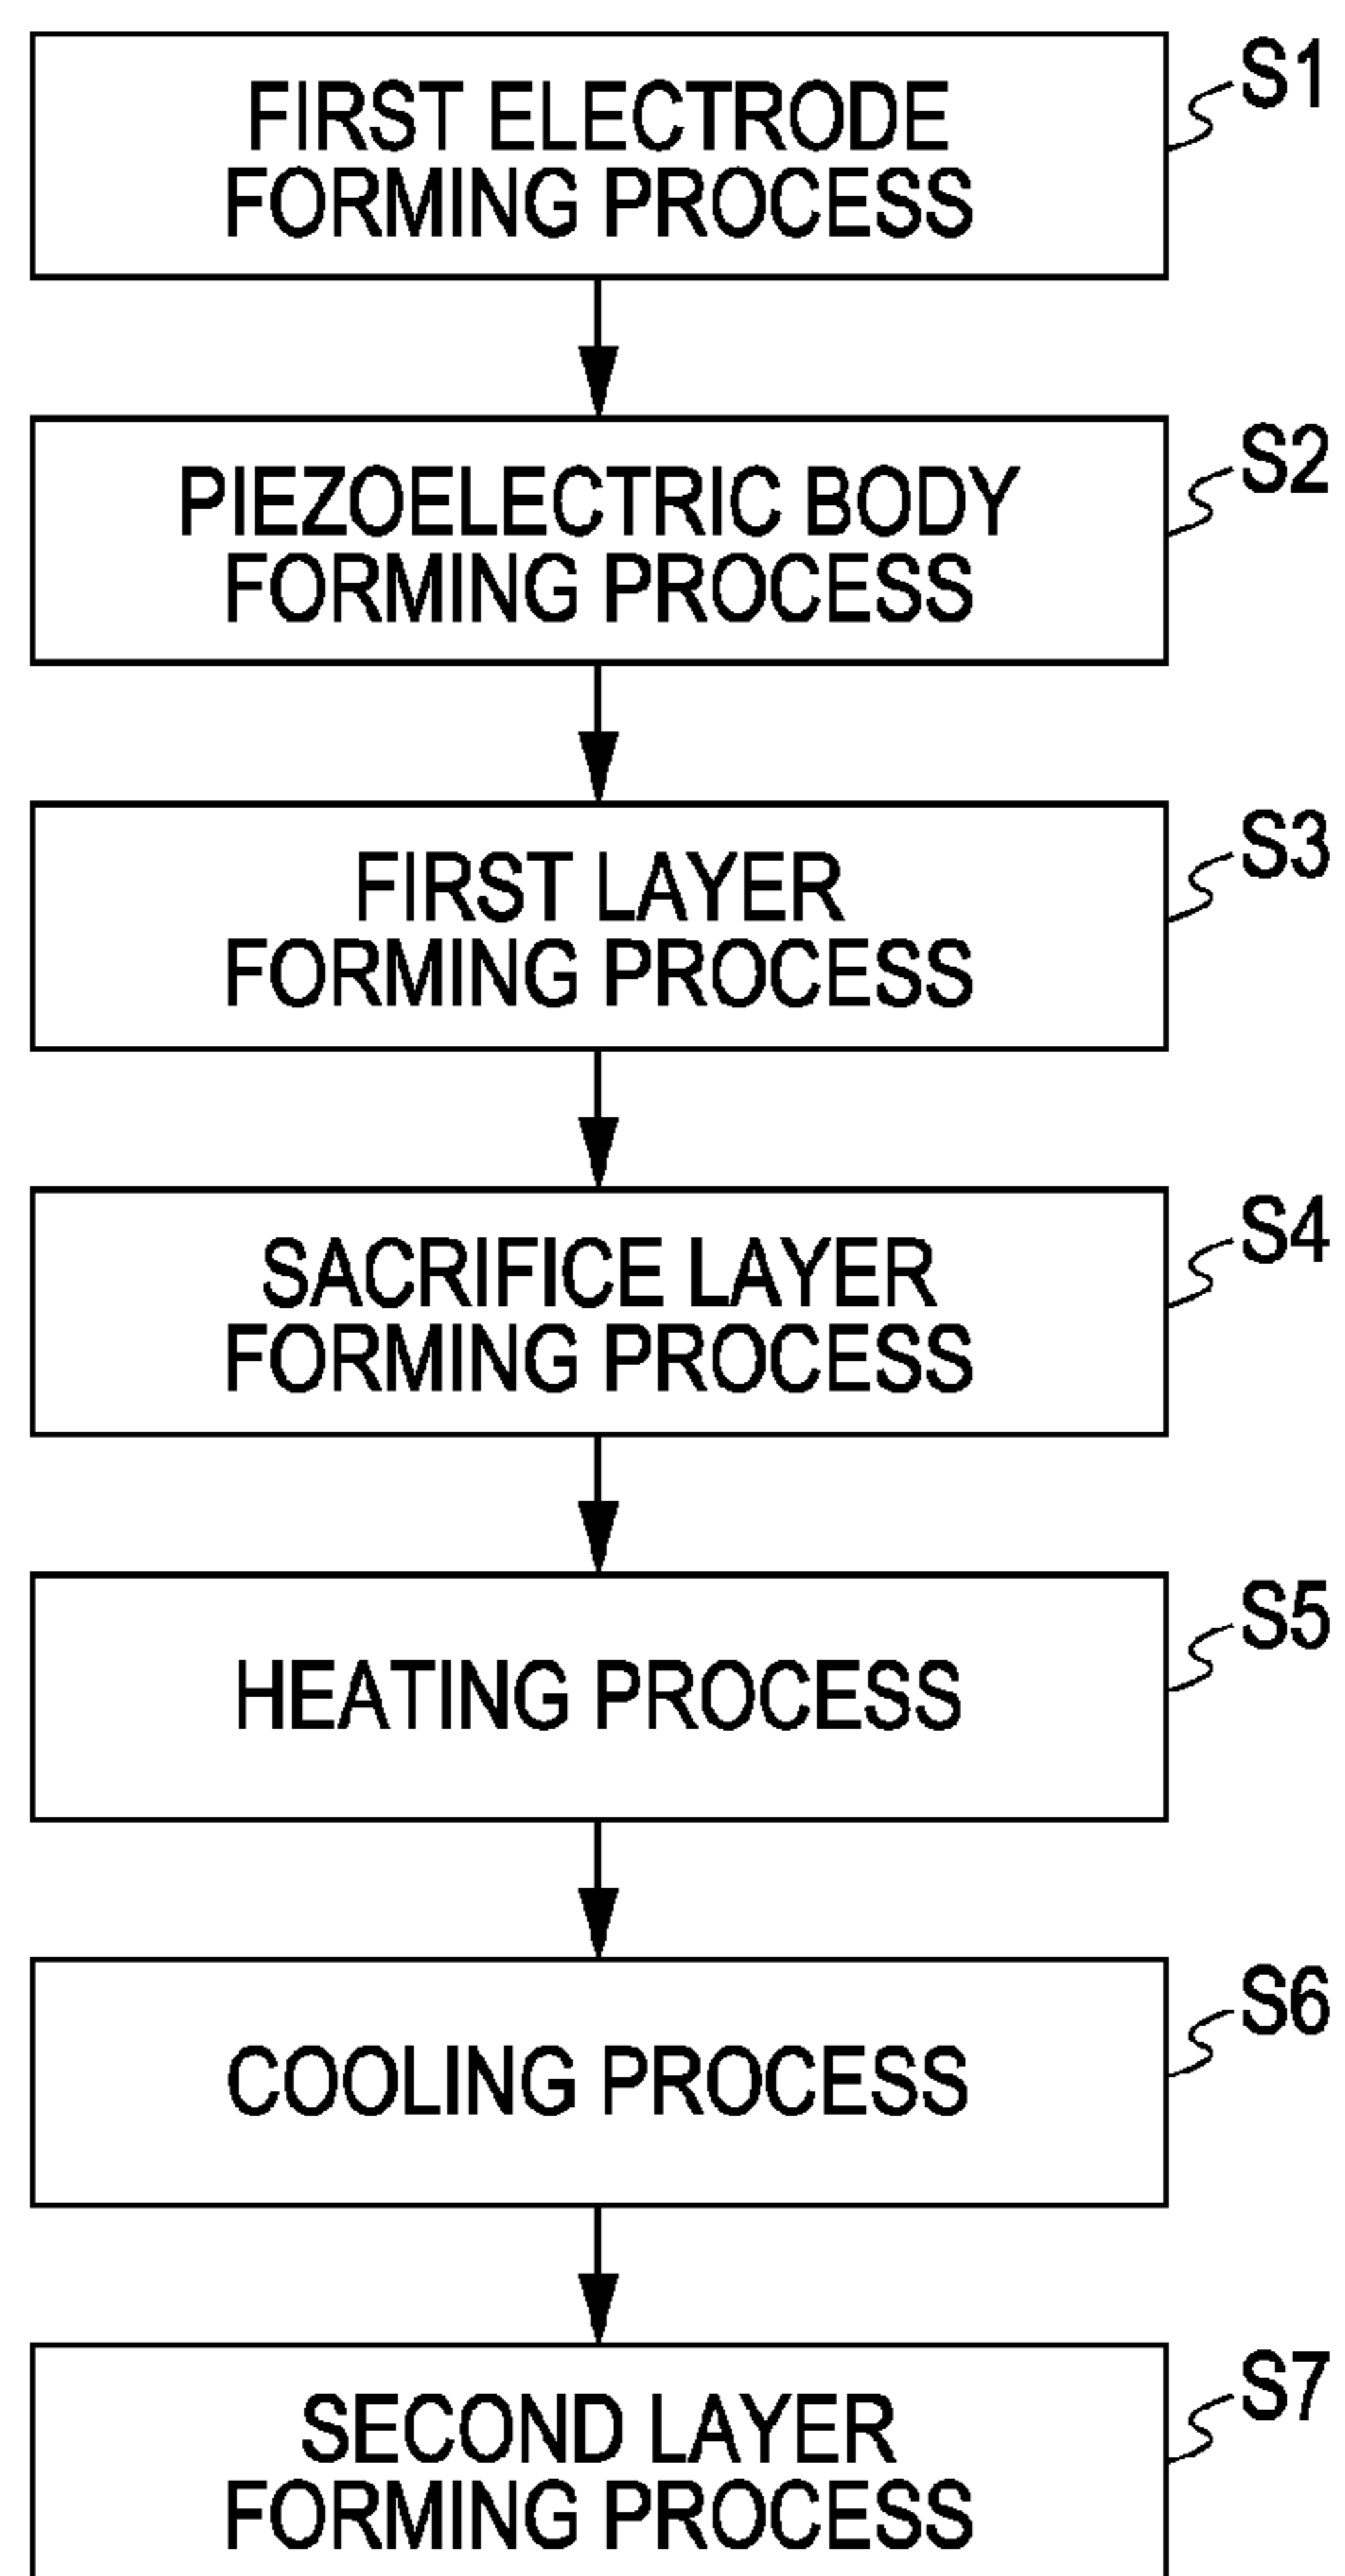 FIRST ELECTRODE
FORMING PROCESS
S1
PIEZOELECTRIC BODY
FORMING PROCESS
S2
FIRST LAYER
FORMING PROCESS
S3
SACRIFICE LAYER
FORMING PROCESS
S4
HEATING PROCESS
S5
COOLING PROCESS
S6
SECOND LAYER
FORMING PROCESS
S7